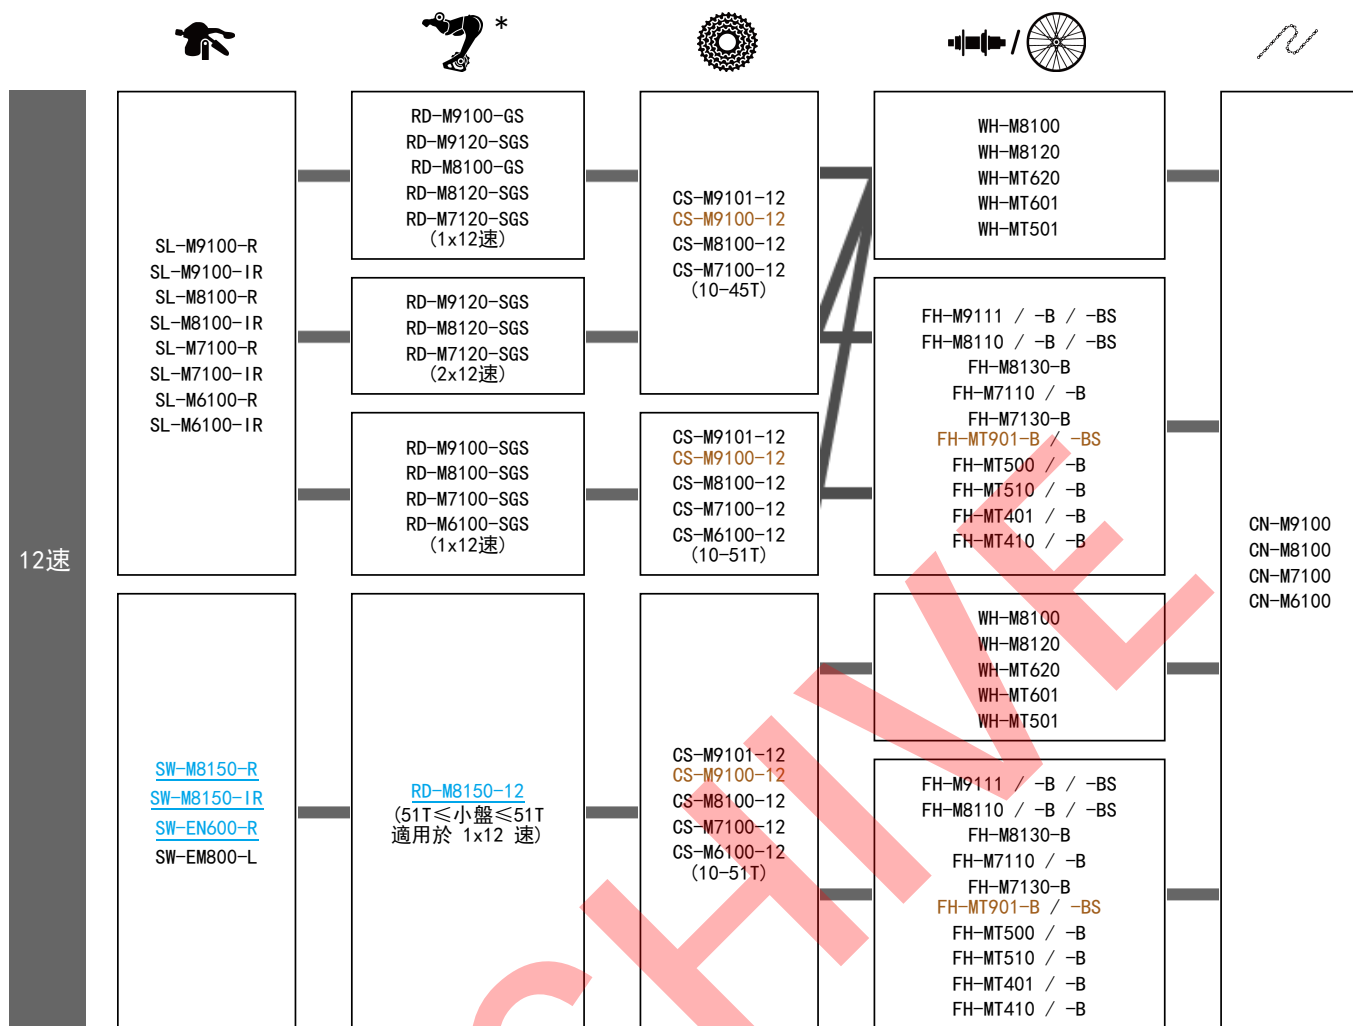 *
/
12速
SL-M9100-R
SL-M9100-IR
SL-M8100-R
SL-M8100-IR
SL-M7100-R
SL-M7100-IR
SL-M6100-R
SL-M6100-IR
RD-M9100-GS
RD-M9120-SGS
RD-M8100-GS
RD-M8120-SGS
RD-M7120-SGS
(1x12速)
RD-M9120-SGS
RD-M8120-SGS
RD-M7120-SGS
(2x12速)
RD-M9100-SGS
RD-M8100-SGS
RD-M7100-SGS
RD-M6100-SGS
(1x12速)
CS-M9101-12
CS-M9100-12
CS-M8100-12
CS-M7100-12
(10-45T)
CS-M9101-12
CS-M9100-12
CS-M8100-12
CS-M7100-12
CS-M6100-12
(10-51T)
WH-M8100
WH-M8120
WH-MT620
WH-MT601
WH-MT501
FH-M9111 / -B / -BS
FH-M8110 / -B / -BS
FH-M8130-B
FH-M7110 / -B
FH-M7130-B
FH-MT901-B / -BS
FH-MT500 / -B
FH-MT510 / -B
FH-MT401 / -B
FH-MT410 / -B
CN-M9100
CN-M8100
CN-M7100
CN-M6100
SW-M8150-R
SW-M8150-IR
SW-EN600-R
SW-EM800-L
RD-M8150-12
(51T≤小盤≤51T
適用於 1x12 速)
CS-M9101-12
CS-M9100-12
CS-M8100-12
CS-M7100-12
CS-M6100-12
(10-51T)
WH-M8100
WH-M8120
WH-MT620
WH-MT601
WH-MT501
FH-M9111 / -B / -BS
FH-M8110 / -B / -BS
FH-M8130-B
FH-M7110 / -B
FH-M7130-B
FH-MT901-B / -BS
FH-MT500 / -B
FH-MT510 / -B
FH-MT401 / -B
FH-MT410 / -B
CHIVE